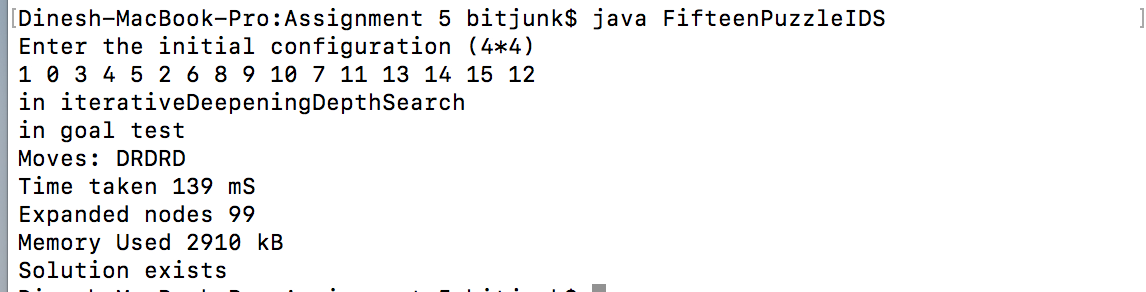 [Dinesh-MacBook-Pro:Assignment 5 bitjunk$ java FifteenPuzzleIDS ]
Enter the initial configuration (4*4)
1 0 3 4 5 2 6 8 9 10 7 11 13 14 15 12
in iterativeDeepeningDepthSearch
in goal test
Moves: DRDRD
Time taken 139 mS
Expanded nodes 99
Memory Used 2910 kB
Solution exists